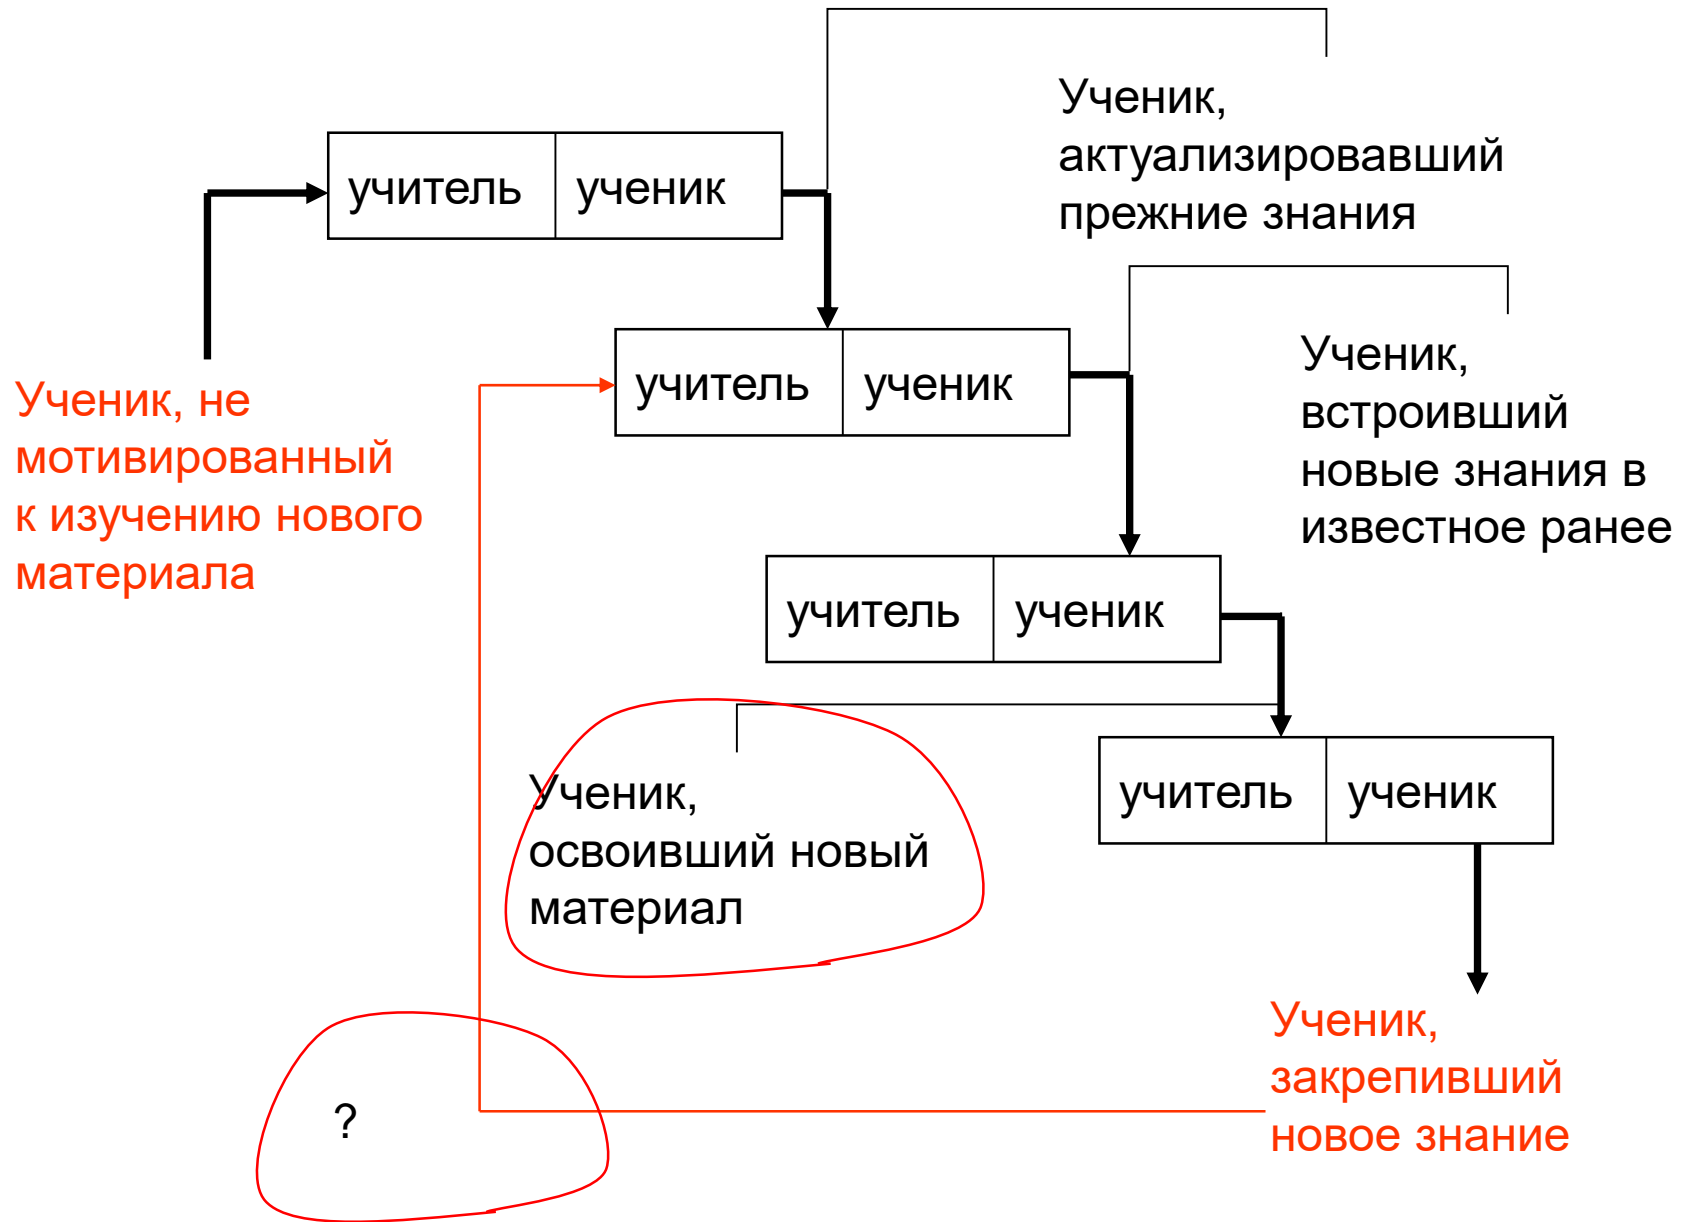 Ученик,
актуализировавший
прежние знания
учитель ученик
Ученик, не
мотивированный
к изучению нового
материала
учитель ученик
Ученик,
встроивший
новые знания в
известное ранее
учитель ученик
Ученик,
освоивший новый
материал
учитель ученик
Ученик,
закрепивший
новое знание
?